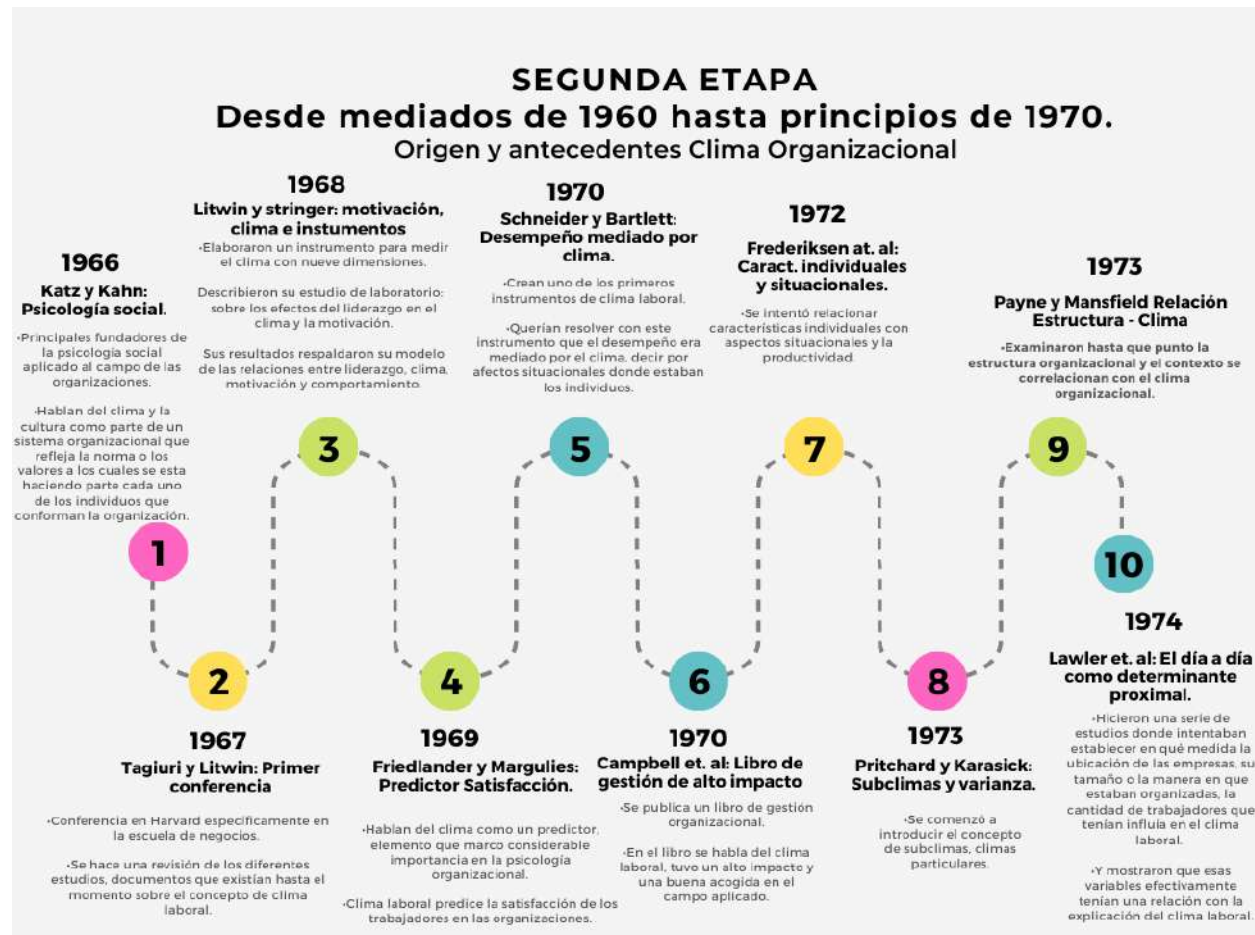 SEGUNDA ETAPA
Desde mediados de 1960 hasta principios de 1970.
Origen y antecedentes Clima Organizacional
1966
Katz y Kahn:
Psicología social.
•Principales fundadores de
la psicología social
aplicado al campo de las
organizaciones.
•Hablan del clima y la
cultura como parte de un
sistema organizacional que
refleja la norma o los
valores a los cuales se esta
haciendo parte cada uno
de los individuos que
conforman la organización.
1
2
1967
Tagiuri y Litwin: Primer
conferencia
•Conferencia en Harvard específicamente en
la escuela de negocios.
•Se hace una revisión de los diferentes
estudios, documentos que existían hasta el
momento sobre el concepto de clima
laboral.
1968
Litwin y stringer: motivación,
clima e instumentos
•Elaboraron un instrumento para medir
el clima con nueve dimensiones.
Describieron su estudio de laboratorio:
sobre los efectos del liderazgo en el
clima y la motivación.
Sus resultados respaldaron su modelo
de las relaciones entre liderazgo, clima,
motivación y comportamiento.
3
4
1969
Friedlander y Margulies:
Predictor Satisfacción.
•Hablan del clima como un predictor,
elemento que marco considerable
importancia en la psicología
organizacional.
•Clima laboral predice la satisfacción de los
trabajadores en las organizaciones.
1970
Schneider y Bartlett:
Desempeño mediado por
clima.
•Crean uno de los primeros
instrumentos de clima laboral.
•Querían resolver con este
instrumento que el desempeño era
mediado por el clima, decir por
afectos situacionales donde estaban
los individuos.
5
6
1970
Campbell et. al: Libro de
gestión de alto impacto
•Se publica un libro de gestión
organizacional.
•En el libro se habla del clima
laboral, tuvo un alto impacto y
una buena acogida en el
campo aplicado.
1972
Frederiksen at. al:
Caract. individuales
y situacionales.
•Se intentó relacionar
características individuales con
aspectos situacionales y la
productividad.
7
8
1973
Pritchard y Karasick:
Subclimas y varianza.
•Se comenzó a
introducir el concepto
de subclimas, climas
particulares.
1973
Payne y Mansfield Relación
Estructura - Clima
•Examinaron hasta que punto la
estructura organizacional y el contexto se
correlacionan con el clima
organizacional.
9
10
1974
Lawler et. al: El día a día
como determinante
proximal.
•Hicieron una serie de
estudios donde intentaban
establecer en qué medida la
ubicación de las empresas, su
tamaño o la manera en que
estaban organizadas, la
cantidad de trabajadores que
tenían influía en el clima
laboral.
•Y mostraron que esas
variables efectivamente
tenían una relación con la
explicación del clima laboral.